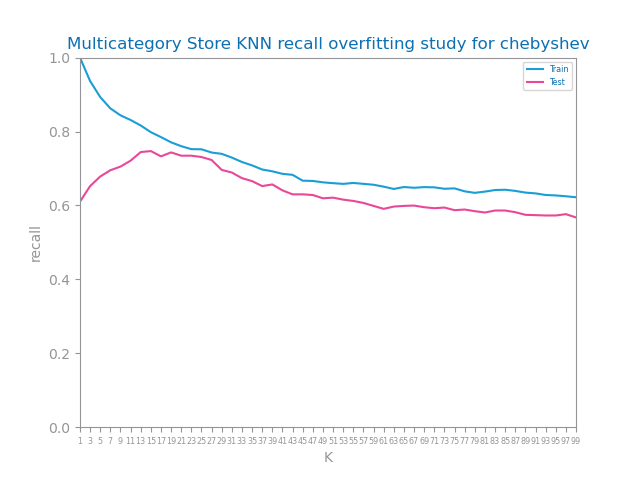 Multicategory Store KNN recall overfitting study for chebyshev
Train
Test
1.0
0.8
0.6
0.4
0.2
0.0
recall
1 3 5 7 9 11 13 15 17 19 21 23 25 27 29 31 33 35 37 39 41 43 45 47 49 51 53 55 57 59 61 63 65 67 69 71 73 75 77 79 81 83 85 87 89 91 93 95 97 99
K